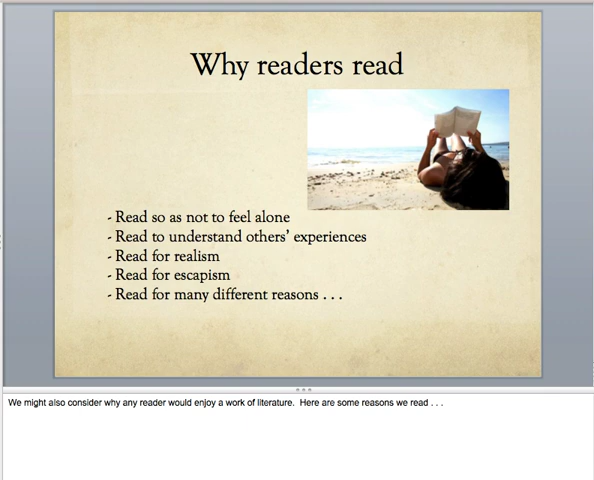 Why readers read
- Read so as not to feel alone
- Read to understand others’ experiences
- Read for realism
- Read for escapism
- Read for many different reasons . . .
We might also consider why any reader would enjoy a work of literature.  Here are some reasons we read . . .